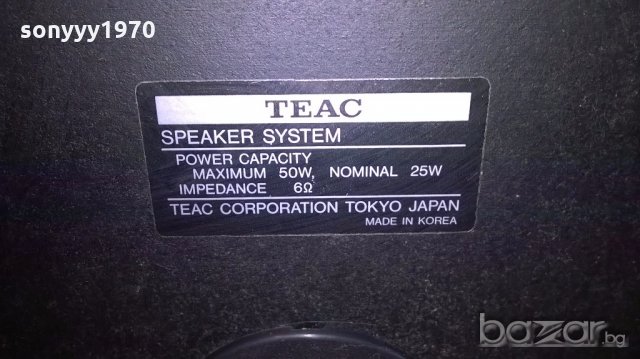 sonyyy1970
TEAC
SPEAKER SYSTEM
POWER CAPACITY
MAXIMUM 50W, NOMINAL 25W
IMPEDANCE 6Ω
TEAC CORPORATION TOKYO JAPAN
MADE IN KOREA
bazar.bg